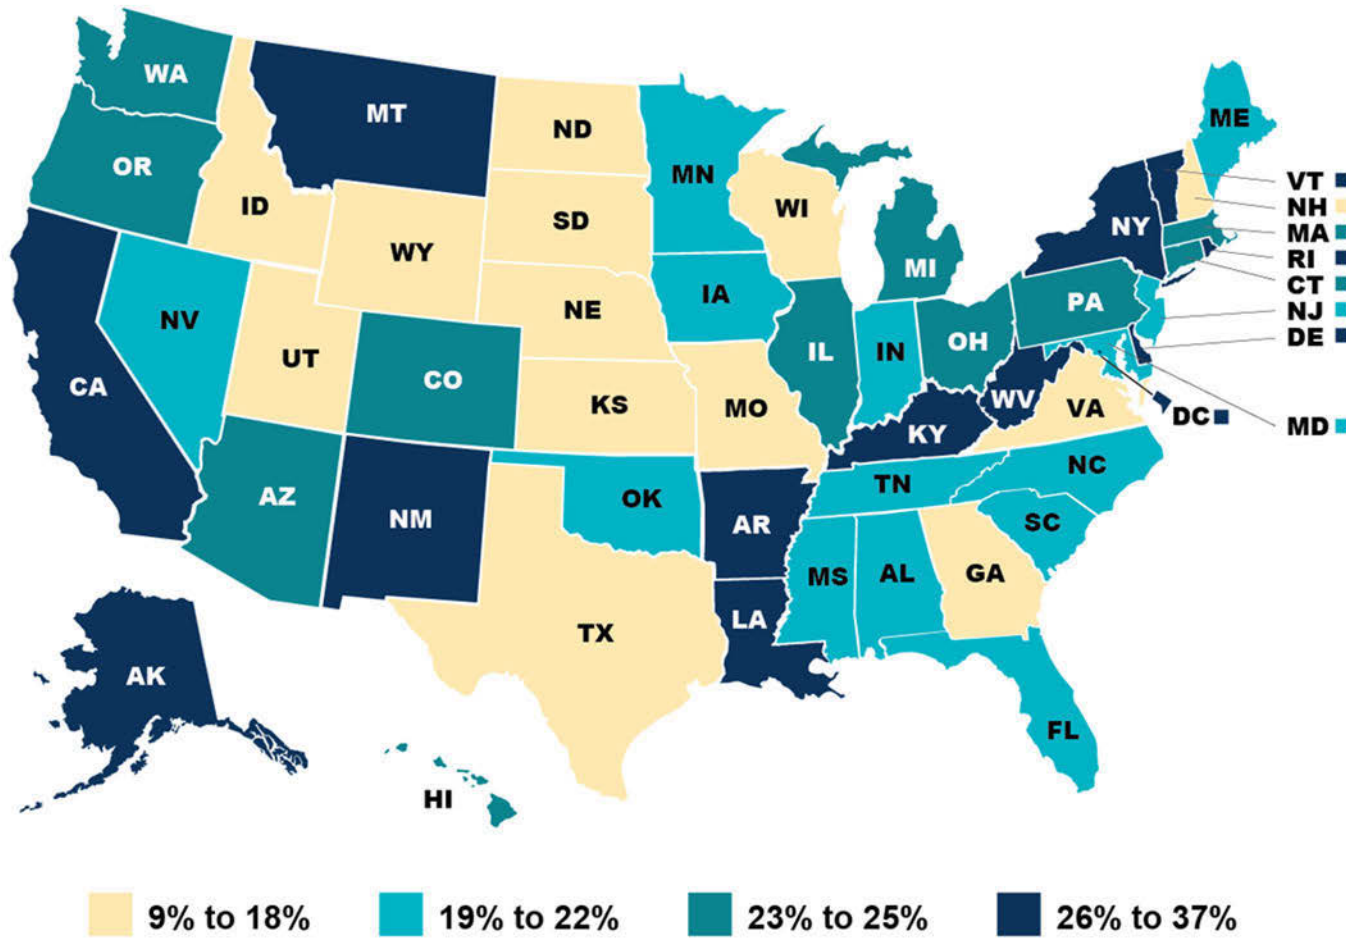 WA
MT
ND
MN
ME
OR
ID
SD
WI
VT
NH
WY
MI
NY
MA
RI
NV
NE
IA
PA
CT
NJ
UT
CO
IL
IN
OH
DE
CA
KS
MO
WV
VA
DC
MD
KY
AZ
NM
OK
TN
NC
AR
SC
MS
AL
GA
TX
LA
AK
FL
HI
9% to 18%
19% to 22%
23% to 25%
26% to 37%